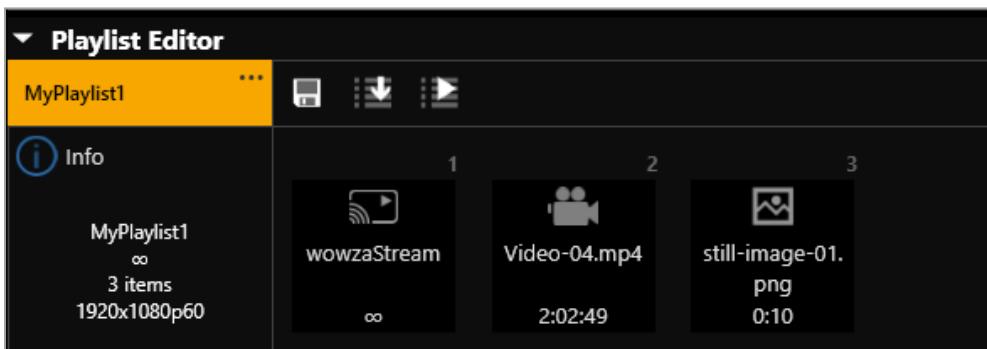 Playlist Editor
MyPlaylist1
...
Info
MyPlaylist1
∞
3 items
1920x1080p60
1
wowzaStream
∞
2
Video-04.mp4
2:02:49
3
still-image-01.
png
0:10